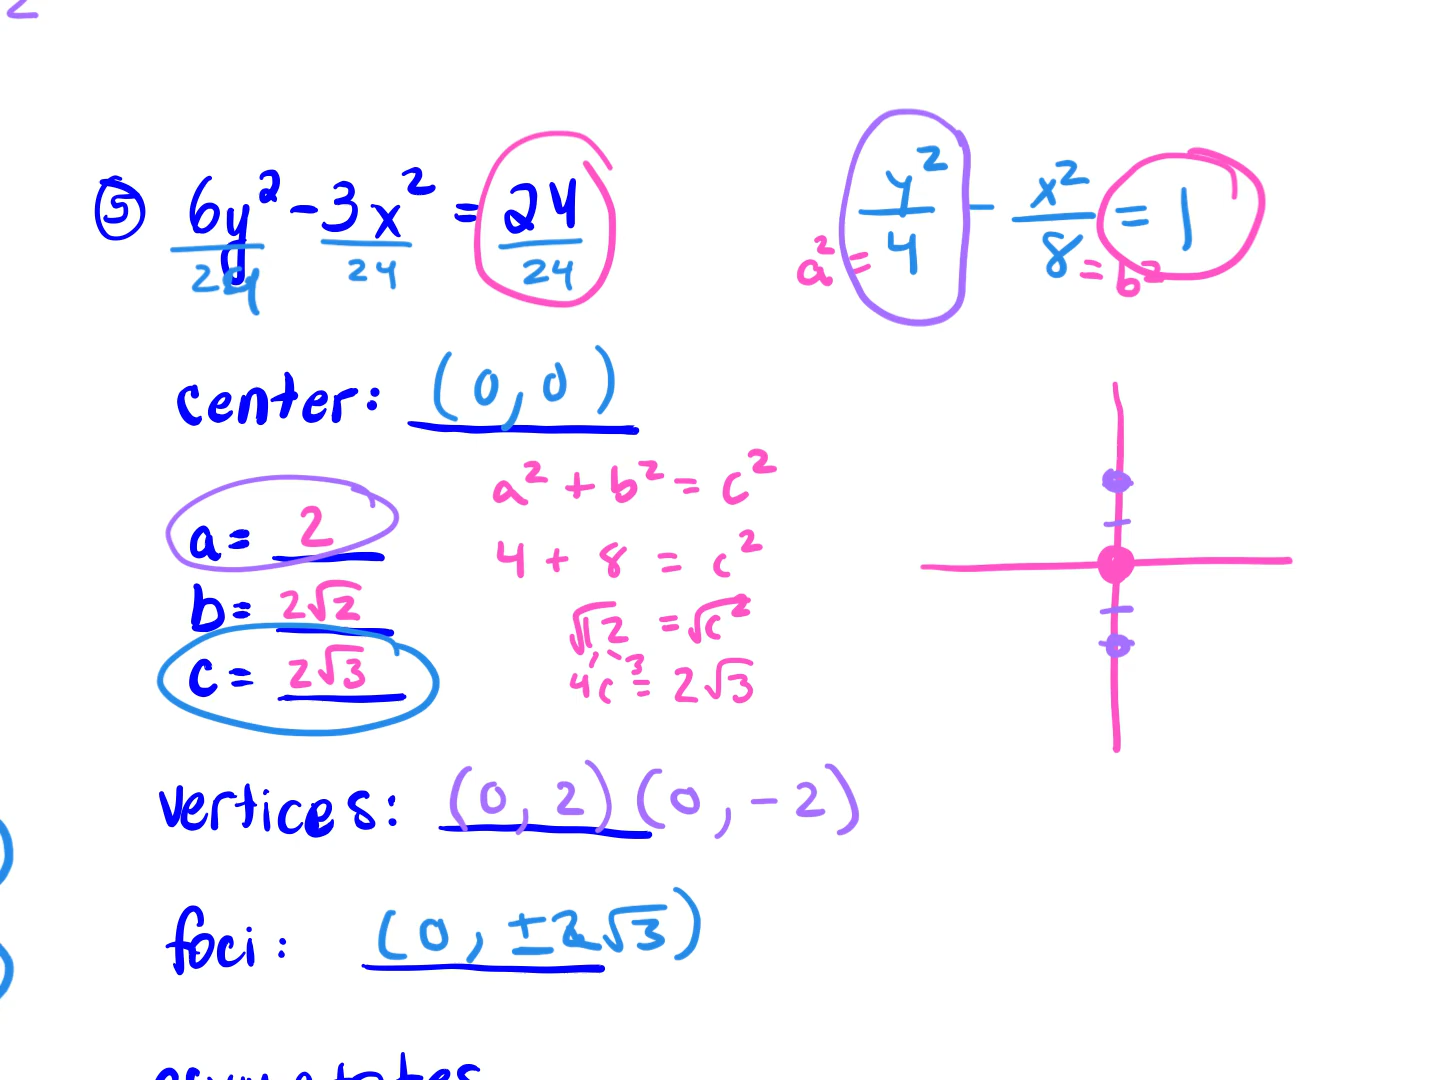 2
⑤ 6y²/24 - 3x²/24 = 24/24
a² = y²/4 - x²/8 = 1
= b²
center: (0, 0)
a² + b² = c²
a = 2
4 + 8 = c²
b = 2√2
√12 = √c²
c = 2√3
4 3
c = 2√3
vertices: (0, 2) (0, -2)
foci: (0, ±2√3)
asymptotes